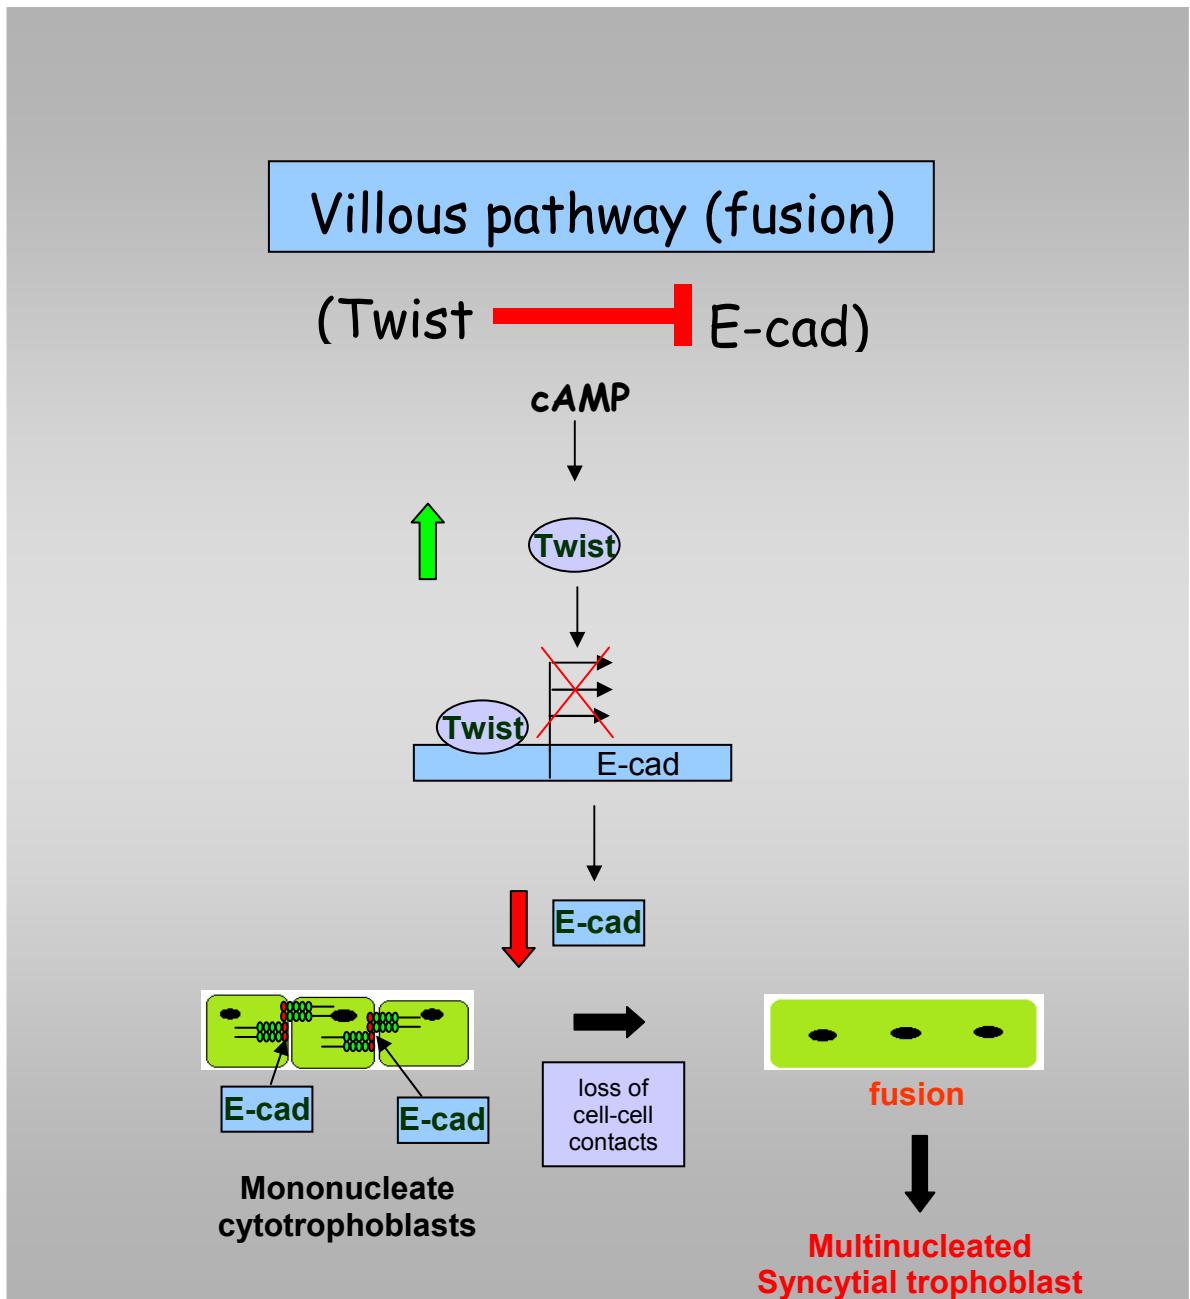 Villous pathway (fusion)
(Twist E-cad)
cAMP
Twist
Twist
E-cad
E-cad
E-cad
E-cad
loss of
cell-cell
contacts
fusion
Mononucleate
cytotrophoblasts
Multinucleated
Syncytial trophoblast